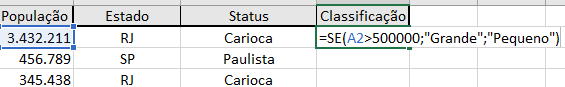 População Estado Status Classificação
3.432.211 RJ Carioca =SE(A2>500000;"Grande";"Pequeno")
456.789 SP Paulista
345.438 RJ Carioca